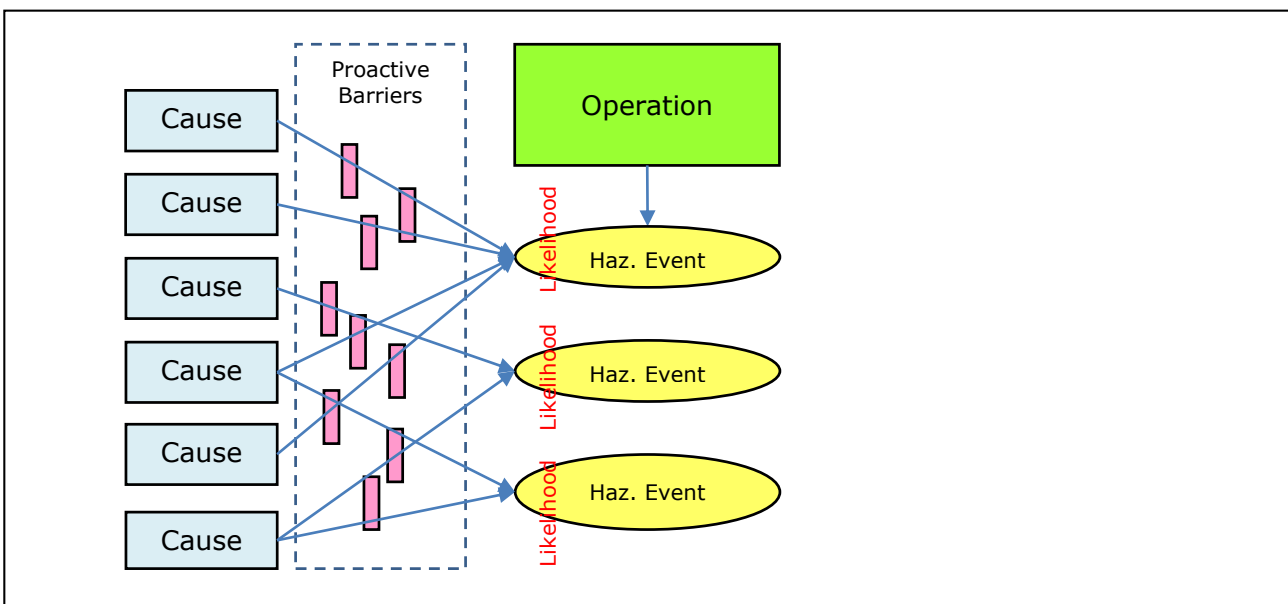 Proactive
Barriers
Operation
Cause
Cause
Cause
Cause
Cause
Cause
Likelihood
Haz. Event
Likelihood
Haz. Event
Likelihood
Haz. Event